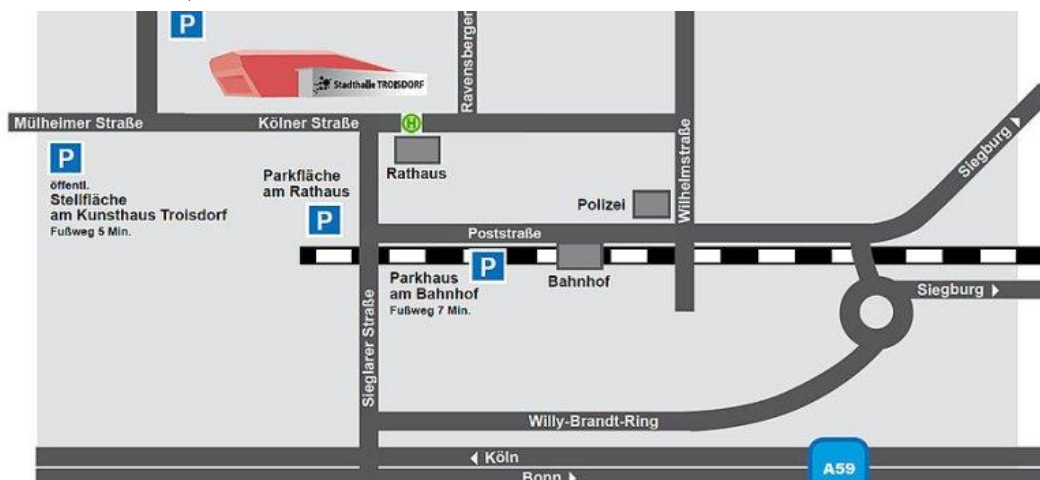 P
Stadthalle TROISDORF
Ravensberger
Mülheimer Straße
Kölner Straße
H
P
öffentl.
Stellfläche
am Kunsthaus Troisdorf
Fußweg 5 Min.
Parkfläche
am Rathaus
P
Rathaus
Polizei
Wilhelmstraße
Siegburg
Poststraße
P
Parkhaus
am Bahnhof
Fußweg 7 Min.
Bahnhof
Siegburg
Sieglarer Straße
Willy-Brandt-Ring
Köln
Bonn
A59